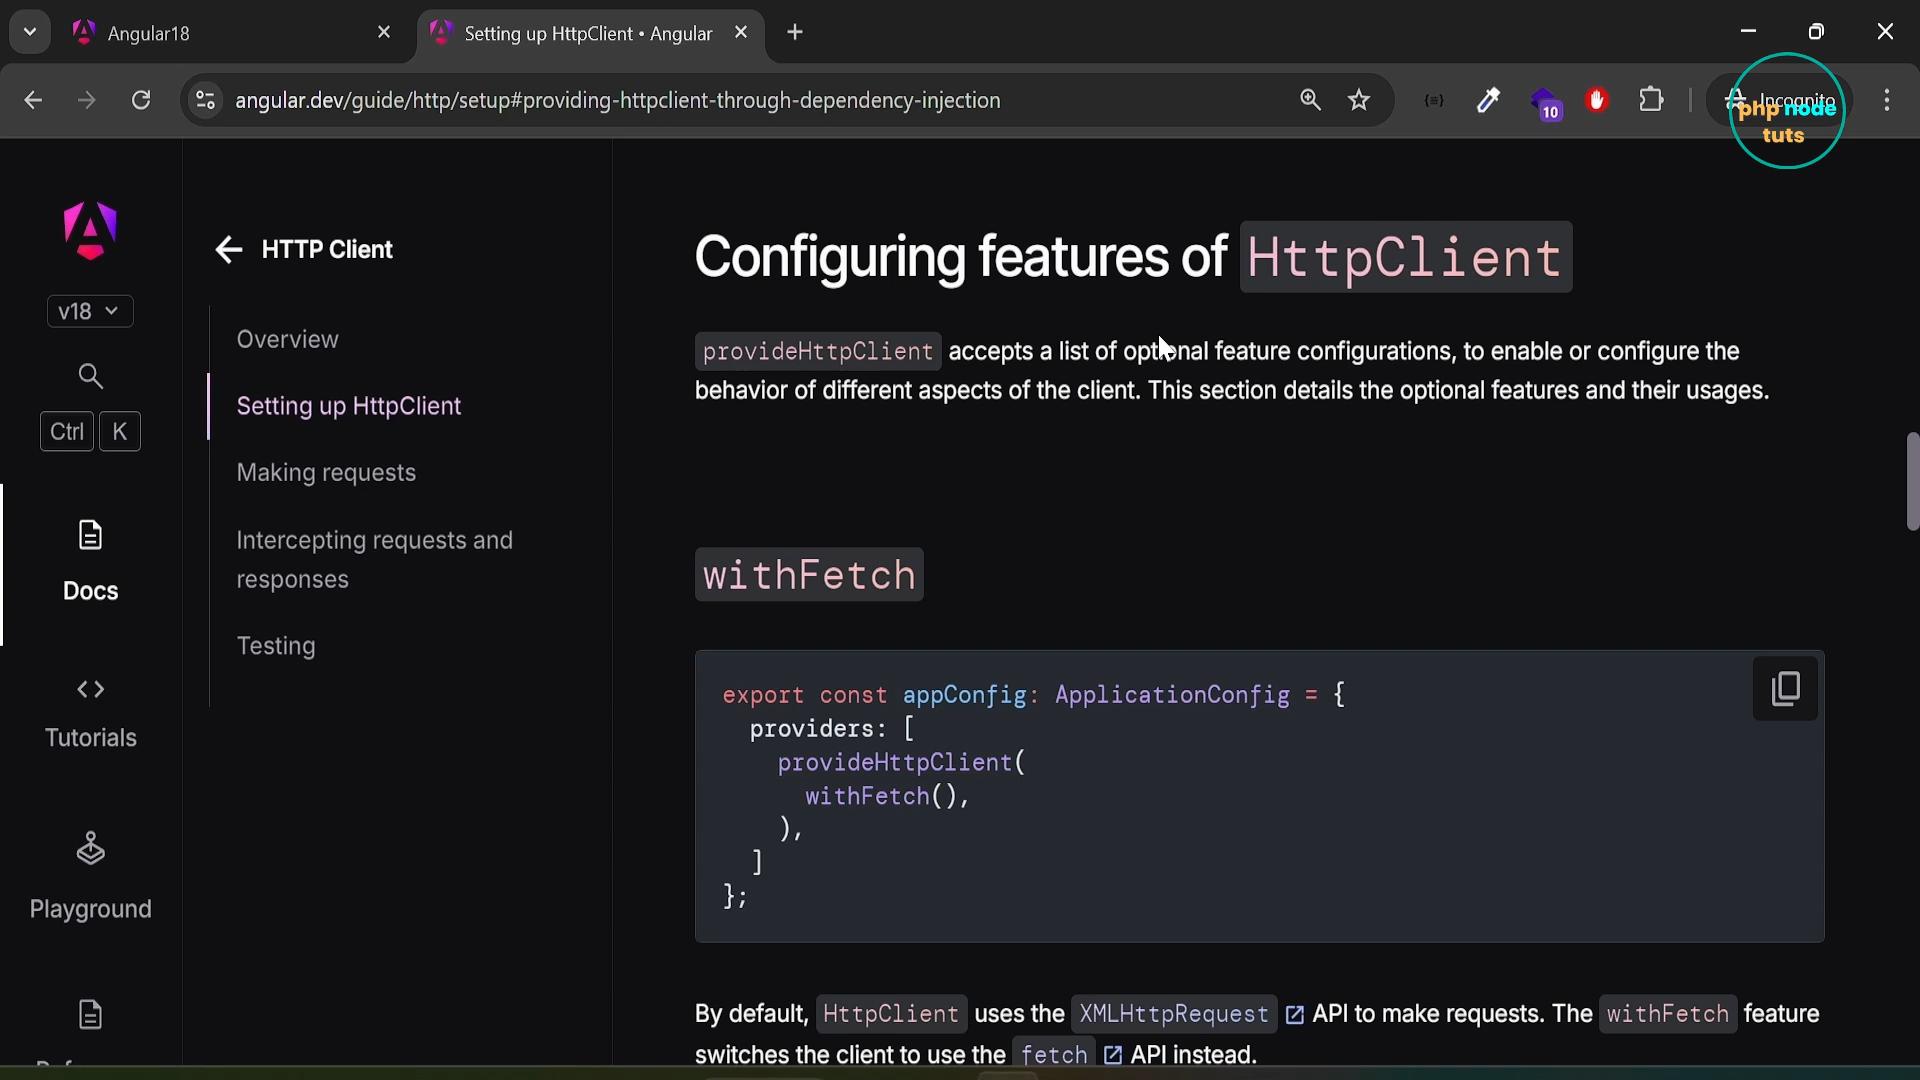 Angular18
Setting up HttpClient • Angular
angular.dev/guide/http/setup#providing-httpclient-through-dependency-injection
10
Incognito
php node
tuts
v18
Ctrl K
Docs
Tutorials
Playground
HTTP Client
Overview
Setting up HttpClient
Making requests
Intercepting requests and
responses
Testing
Configuring features of HttpClient
provideHttpClient accepts a list of optional feature configurations, to enable or configure the
behavior of different aspects of the client. This section details the optional features and their usages.
withFetch
export const appConfig: ApplicationConfig = {
providers: [
provideHttpClient(
withFetch(),
),
]
};
By default, HttpClient uses the XMLHttpRequest API to make requests. The withFetch feature
switches the client to use the fetch API instead.